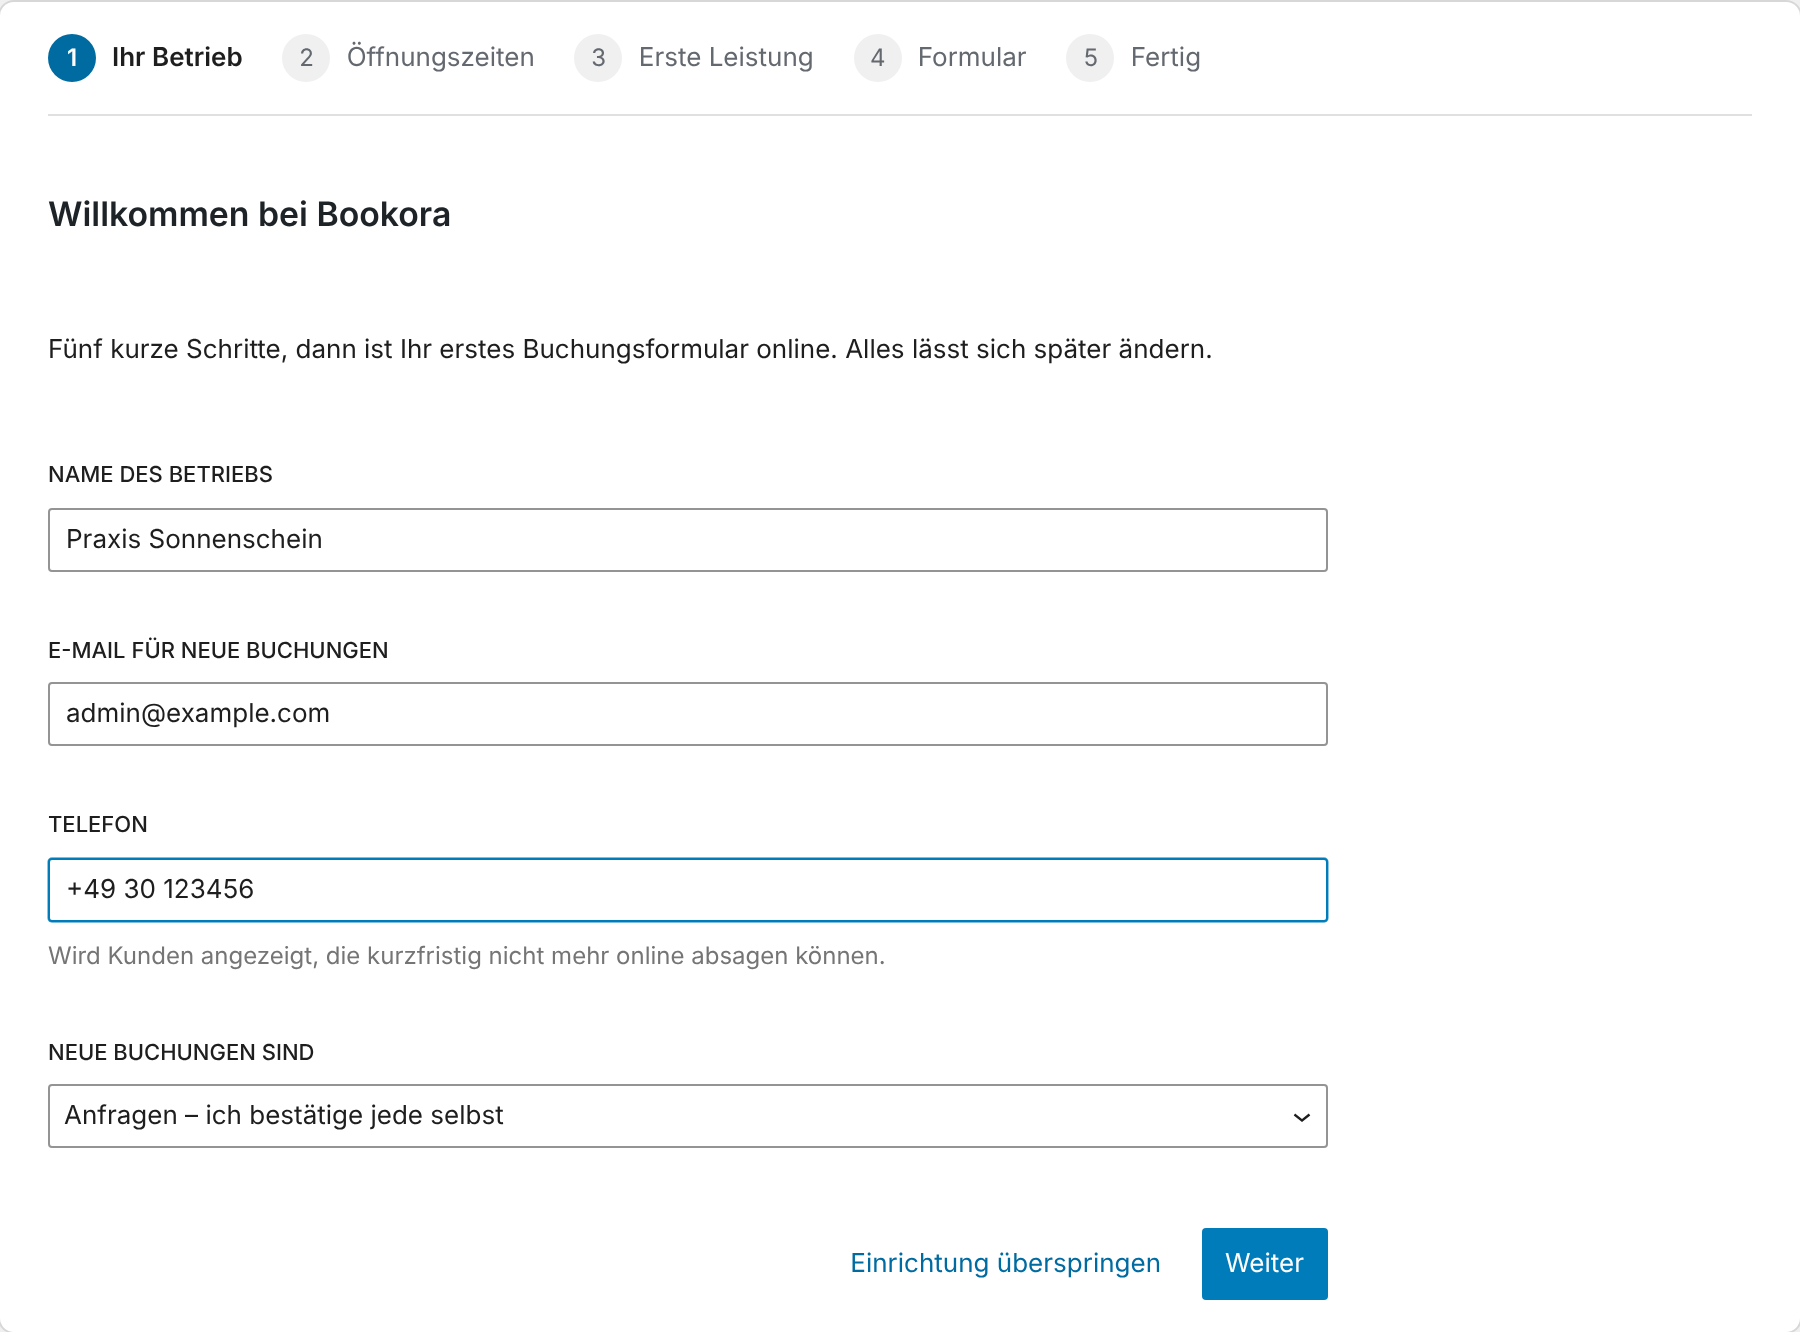 1 Ihr Betrieb 2 Öffnungszeiten 3 Erste Leistung 4 Formular 5 Fertig
Willkommen bei Bookora
Fünf kurze Schritte, dann ist Ihr erstes Buchungsformular online. Alles lässt sich später ändern.
NAME DES BETRIEBS
Praxis Sonnenschein
E-MAIL FÜR NEUE BUCHUNGEN
admin@example.com
TELEFON
+49 30 123456
Wird Kunden angezeigt, die kurzfristig nicht mehr online absagen können.
NEUE BUCHUNGEN SIND
Anfragen – ich bestätige jede selbst
Einrichtung überspringen Weiter